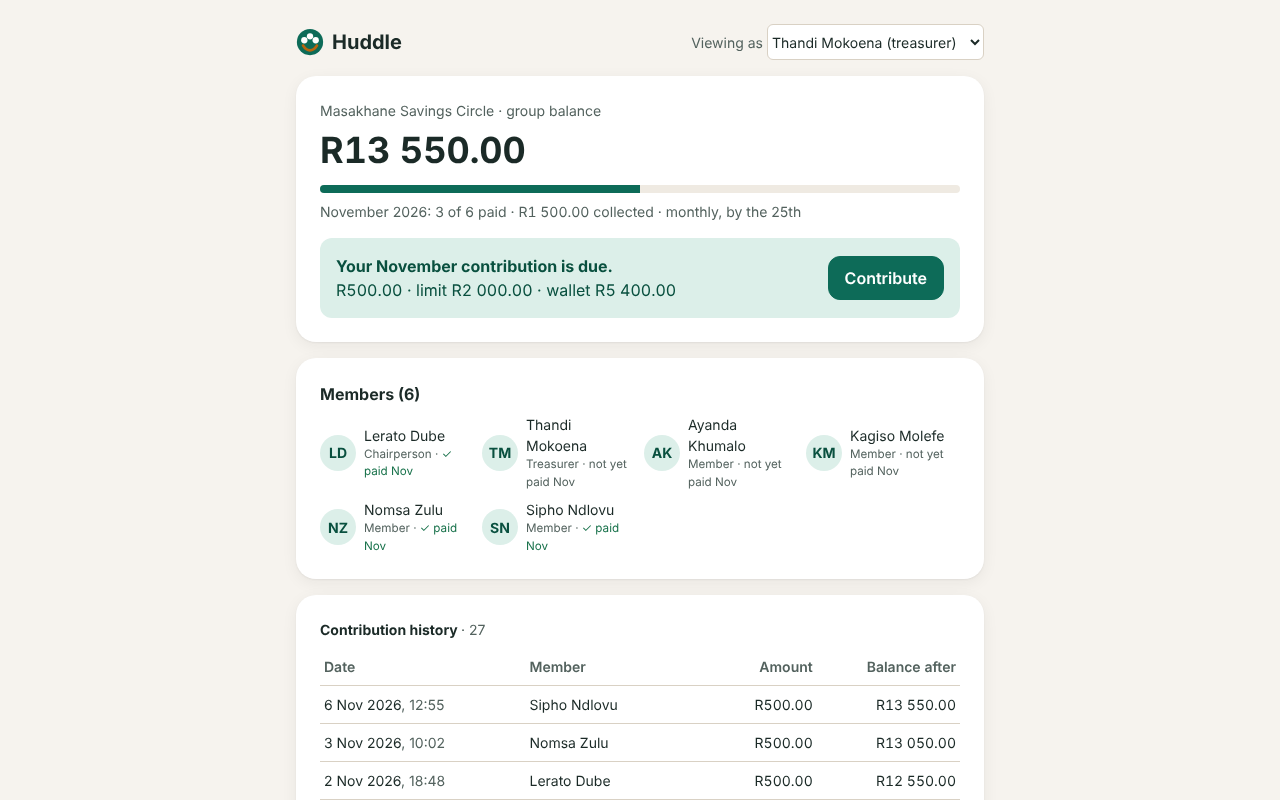 Huddle
Viewing as Thandi Mokoena (treasurer)
Masakhane Savings Circle · group balance
R13 550.00
November 2026: 3 of 6 paid · R1 500.00 collected · monthly, by the 25th
Your November contribution is due.
R500.00 · limit R2 000.00 · wallet R5 400.00
Contribute
Members (6)
LD
Lerato Dube
Chairperson · ✓
paid Nov
TM
Thandi
Mokoena
Treasurer · not yet
paid Nov
AK
Ayanda
Khumalo
Member · not yet
paid Nov
KM
Kagiso Molefe
Member · not yet
paid Nov
NZ
Nomsa Zulu
Member · ✓ paid
Nov
SN
Sipho Ndlovu
Member · ✓ paid
Nov
Contribution history · 27
Date Member Amount Balance after
6 Nov 2026, 12:55 Sipho Ndlovu R500.00 R13 550.00
3 Nov 2026, 10:02 Nomsa Zulu R500.00 R13 050.00
2 Nov 2026, 18:48 Lerato Dube R500.00 R12 550.00